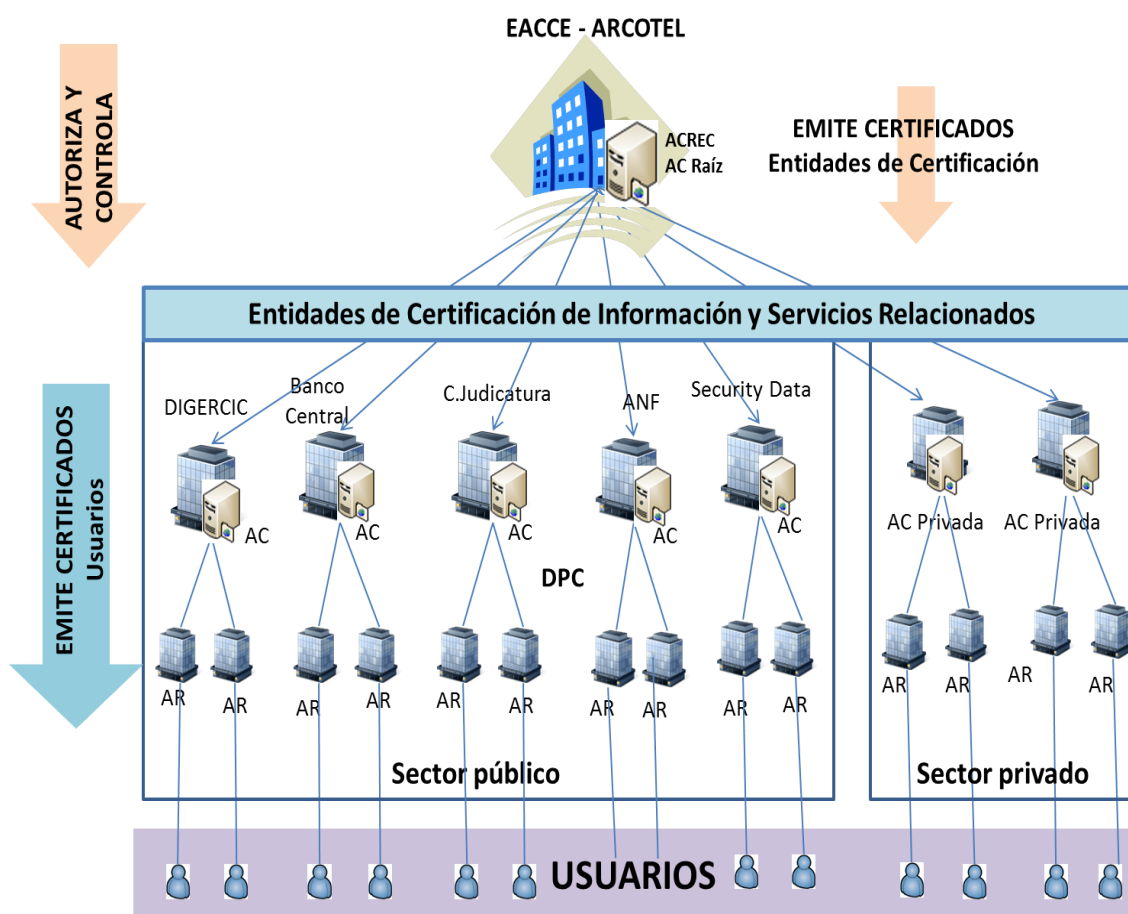 EACCE - ARCOTEL
AUTORIZA Y
CONTROLA
ACREC
AC Raíz
EMITE CERTIFICADOS
Entidades de Certificación
Entidades de Certificación de Información y Servicios Relacionados
EMITE CERTIFICADOS
Usuarios
DIGERCIC
Banco
Central
C.Judicatura
ANF
Security Data
AC
AC
AC
AC
AC
AC Privada
AC Privada
DPC
AR
AR
AR
AR
AR
AR
AR
AR
AR
AR
AR
AR
AR
AR
Sector público
Sector privado
USUARIOS